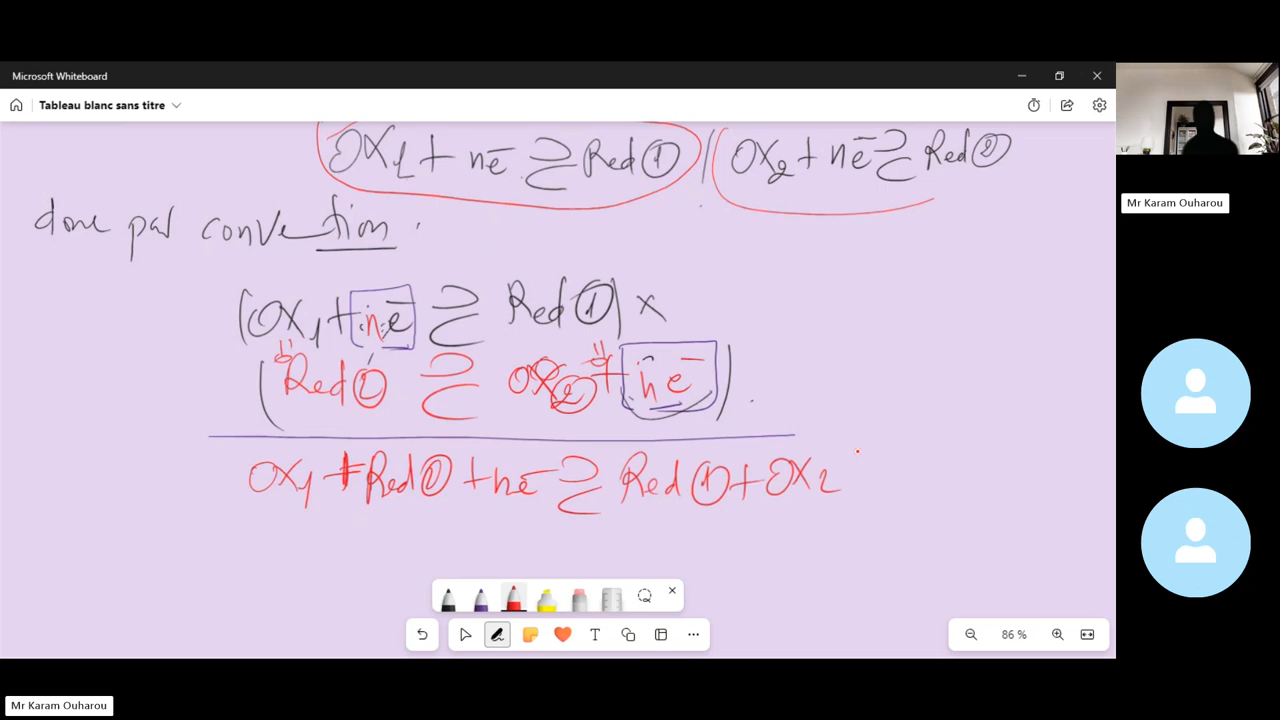 Microsoft Whiteboard
Tableau blanc sans titre
OX₁ + ne⁻ ⇌ Red① / OX₂ + ne⁻ ⇌ Red②
donc par convention .
(OX₁ + ne⁻ ⇌ Red①) x
Mr Karam Ouharou
(Red② ⇌ OX② + ne⁻) .
OX₁ + Red② + ne⁻ ⇌ Red① + OX₂
86 %
Mr Karam Ouharou